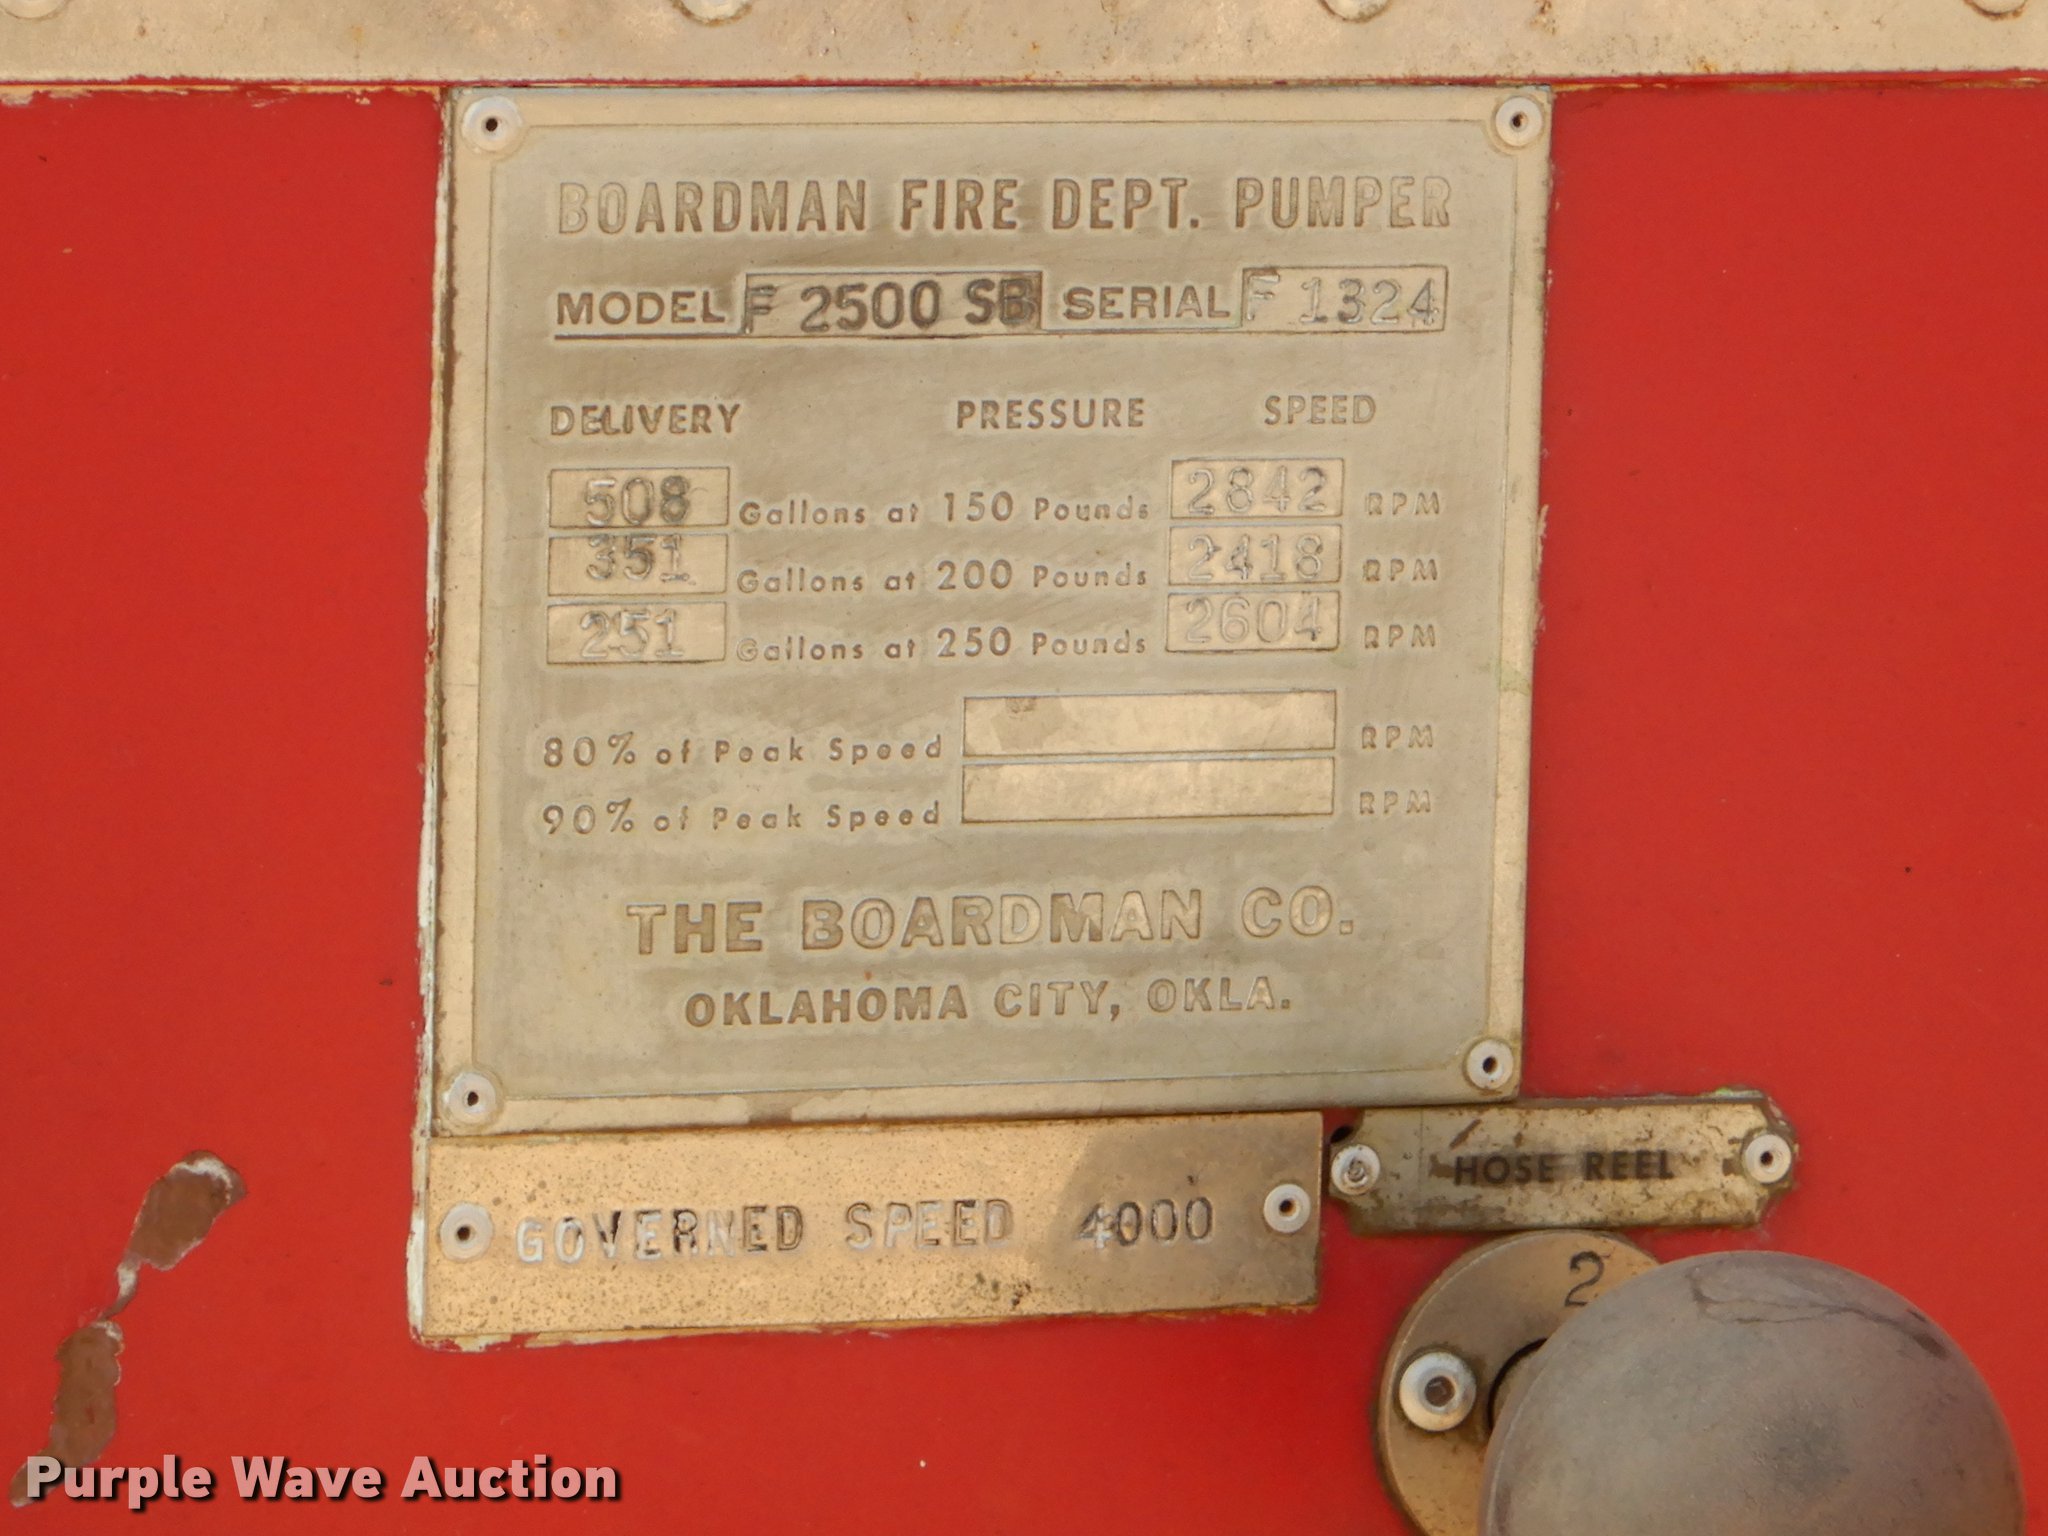 BOARDMAN FIRE DEPT. PUMPER
MODEL F 2500 SB SERIAL F 1324
DELIVERY PRESSURE SPEED
508 Gallons at 150 Pounds 2842 RPM
351 Gallons at 200 Pounds 2418 RPM
251 Gallons at 250 Pounds 2604 RPM
80% of Peak Speed RPM
90% of Peak Speed RPM
THE BOARDMAN CO.
OKLAHOMA CITY, OKLA.
GOVERNED SPEED 4000
HOSE REEL
2
Purple Wave Auction